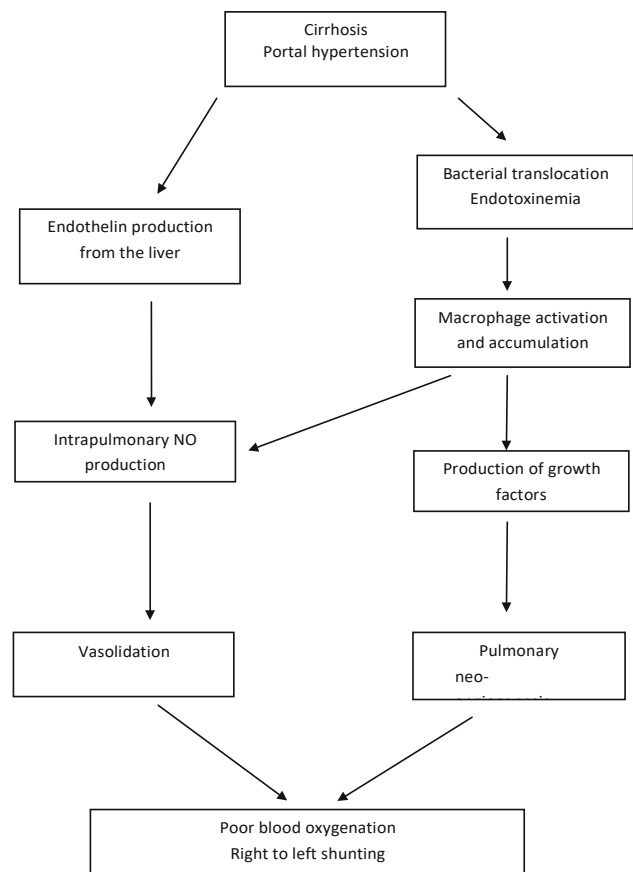 Cirrhosis
Portal hypertension
Bacterial translocation
Endotoxinemia
Endothelin production
from the liver
Macrophage activation
and accumulation
Intrapulmonary NO
production
Production of growth
factors
Vasolidation
Pulmonary
neo-
Poor blood oxygenation
Right to left shunting